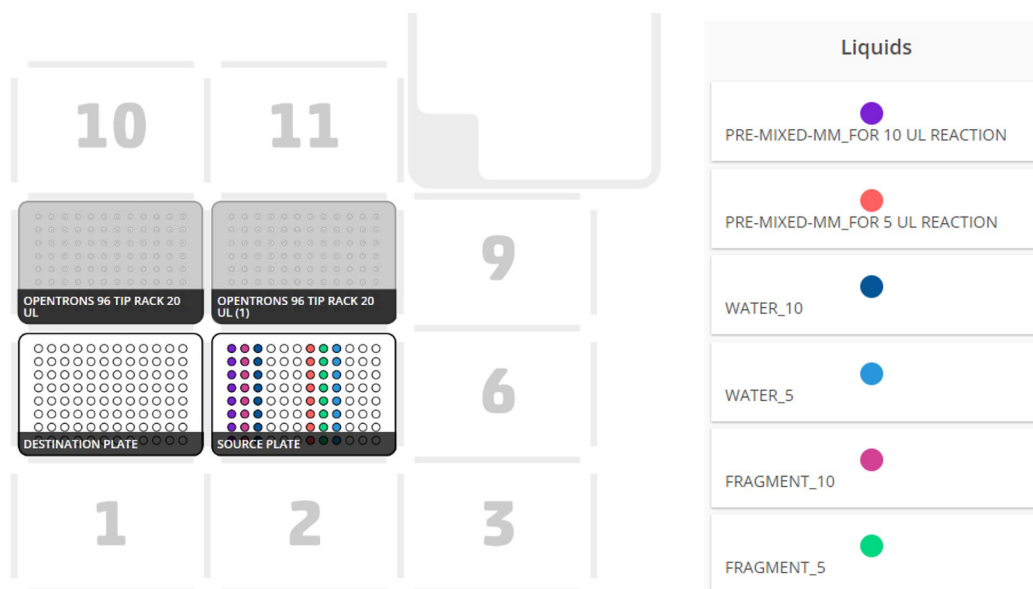 10
11
OPENTRONS 96 TIP RACK 20
UL
OPENTRONS 96 TIP RACK 20
UL (1)
9
DESTINATION PLATE
SOURCE PLATE
6
1
2
3
Liquids
PRE-MIXED-MM_FOR 10 UL REACTION
PRE-MIXED-MM_FOR 5 UL REACTION
WATER_10
WATER_5
FRAGMENT_10
FRAGMENT_5